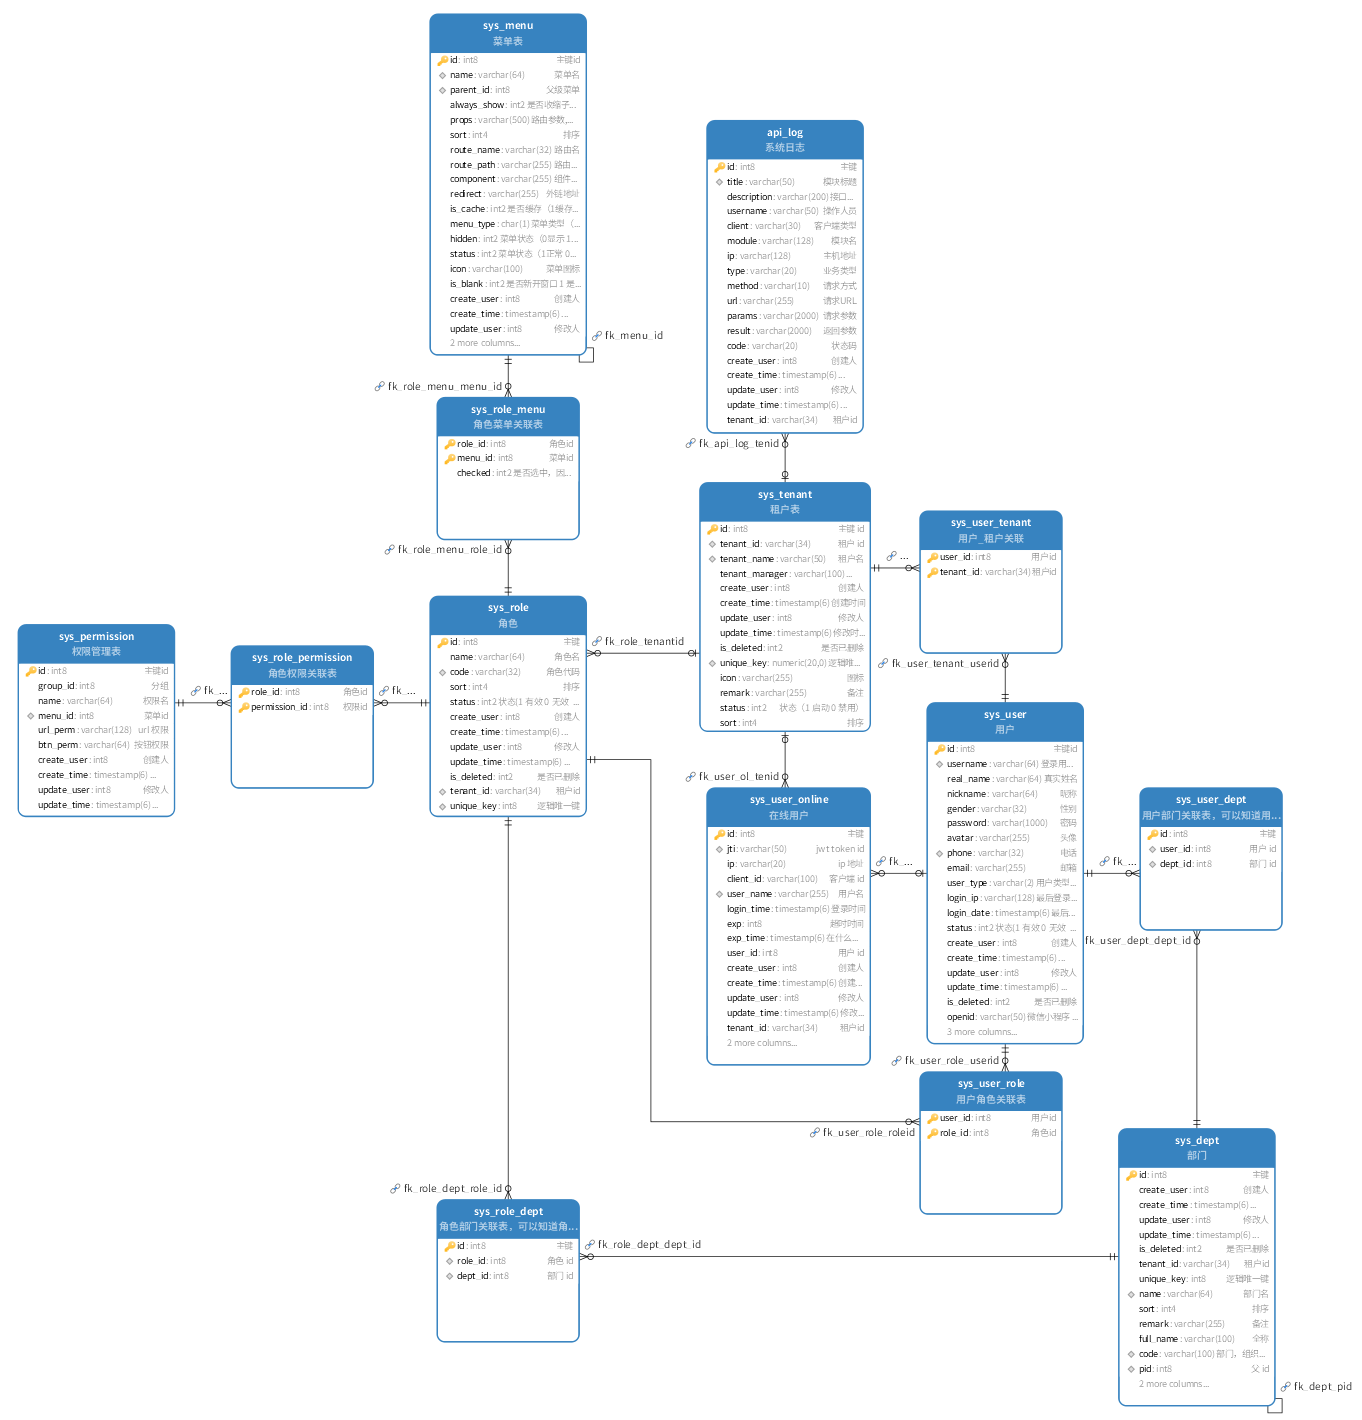 sys_menu
菜单表
id: int8 主键id
name: varchar(64) 菜单名
parent_id: int8 父级菜单
always_show: int2 是否收缩子...
props: varchar(500) 路由参数,...
sort: int4 排序
route_name: varchar(32) 路由名
route_path: varchar(255) 路由...
component: varchar(255) 组件...
redirect: varchar(255) 外链地址
is_cache: int2 是否缓存（1缓存...
menu_type: char(1) 菜单类型（...
hidden: int2 菜单状态（0显示 1...
status: int2 菜单状态（1正常 0...
icon: varchar(100) 菜单图标
is_blank: int2 是否新开窗口 1 是...
create_user: int8 创建人
create_time: timestamp(6) ...
update_user: int8 修改人
2 more columns...
fk_menu_id
fk_role_menu_menu_id
sys_role_menu
角色菜单关联表
role_id: int8 角色id
menu_id: int8 菜单id
checked: int2 是否选中，因...
fk_role_menu_role_id
api_log
系统日志
id: int8 主键
title: varchar(50) 模块标题
description: varchar(200) 接口...
username: varchar(50) 操作人员
client: varchar(30) 客户端类型
module: varchar(128) 模块名
ip: varchar(128) 主机地址
type: varchar(20) 业务类型
method: varchar(10) 请求方式
url: varchar(255) 请求URL
params: varchar(2000) 请求参数
result: varchar(2000) 返回参数
code: varchar(20) 状态码
create_user: int8 创建人
create_time: timestamp(6) ...
update_user: int8 修改人
update_time: timestamp(6) ...
tenant_id: varchar(34) 租户id
fk_api_log_tenid
sys_tenant
租户表
id: int8 主键 id
tenant_id: varchar(34) 租户 id
tenant_name: varchar(50) 租户名
tenant_manager: varchar(100) ...
create_user: int8 创建人
create_time: timestamp(6) 创建时间
update_user: int8 修改人
update_time: timestamp(6) 修改时...
is_deleted: int2 是否已删除
unique_key: numeric(20,0) 逻辑唯...
icon: varchar(255) 图标
remark: varchar(255) 备注
status: int2 状态（1 启动 0 禁用）
sort: int4 排序
...
sys_user_tenant
用户_租户关联
user_id: int8 用户id
tenant_id: varchar(34) 租户id
fk_user_tenant_userid
sys_permission
权限管理表
id: int8 主键id
group_id: int8 分组
name: varchar(64) 权限名
menu_id: int8 菜单id
url_perm: varchar(128) url 权限
btn_perm: varchar(64) 按钮权限
create_user: int8 创建人
create_time: timestamp(6) ...
update_user: int8 修改人
update_time: timestamp(6) ...
fk_...
sys_role_permission
角色权限关联表
role_id: int8 角色id
permission_id: int8 权限id
fk_...
sys_role
角色
id: int8 主键
name: varchar(64) 角色名
code: varchar(32) 角色代码
sort: int4 排序
status: int2 状态(1 有效 0 无效 ...
create_user: int8 创建人
create_time: timestamp(6) ...
update_user: int8 修改人
update_time: timestamp(6) ...
is_deleted: int2 是否已删除
tenant_id: varchar(34) 租户id
unique_key: int8 逻辑唯一键
fk_role_tenantid
fk_user_ol_tenid
sys_user_online
在线用户
id: int8 主键
jti: varchar(50) jwt token id
ip: varchar(20) ip 地址
client_id: varchar(100) 客户端 id
user_name: varchar(255) 用户名
login_time: timestamp(6) 登录时间
exp: int8 超时时间
exp_time: timestamp(6) 在什么...
user_id: int8 用户 id
create_user: int8 创建人
create_time: timestamp(6) 创建...
update_user: int8 修改人
update_time: timestamp(6) 修改...
tenant_id: varchar(34) 租户id
2 more columns...
fk_...
sys_user
用户
id: int8 主键id
username: varchar(64) 登录用...
real_name: varchar(64) 真实姓名
nickname: varchar(64) 昵称
gender: varchar(32) 性别
password: varchar(1000) 密码
avatar: varchar(255) 头像
phone: varchar(32) 电话
email: varchar(255) 邮箱
user_type: varchar(2) 用户类型...
login_ip: varchar(128) 最后登录...
login_date: timestamp(6) 最后...
status: int2 状态(1 有效 0 无效 ...
create_user: int8 创建人
create_time: timestamp(6) ...
update_user: int8 修改人
update_time: timestamp(6) ...
is_deleted: int2 是否已删除
openid: varchar(50) 微信小程序 ...
3 more columns...
fk_...
sys_user_dept
用户部门关联表，可以知道用...
id: int8 主键
user_id: int8 用户 id
dept_id: int8 部门 id
fk_user_dept_dept_id
fk_user_role_userid
sys_user_role
用户角色关联表
user_id: int8 用户id
role_id: int8 角色id
fk_user_role_roleid
fk_role_dept_role_id
sys_role_dept
角色部门关联表，可以知道角...
id: int8 主键
role_id: int8 角色 id
dept_id: int8 部门 id
fk_role_dept_dept_id
sys_dept
部门
id: int8 主键
create_user: int8 创建人
create_time: timestamp(6) ...
update_user: int8 修改人
update_time: timestamp(6) ...
is_deleted: int2 是否已删除
tenant_id: varchar(34) 租户id
unique_key: int8 逻辑唯一键
name: varchar(64) 部门名
sort: int4 排序
remark: varchar(255) 备注
full_name: varchar(100) 全称
code: varchar(100) 部门，组织...
pid: int8 父 id
2 more columns...
fk_dept_pid